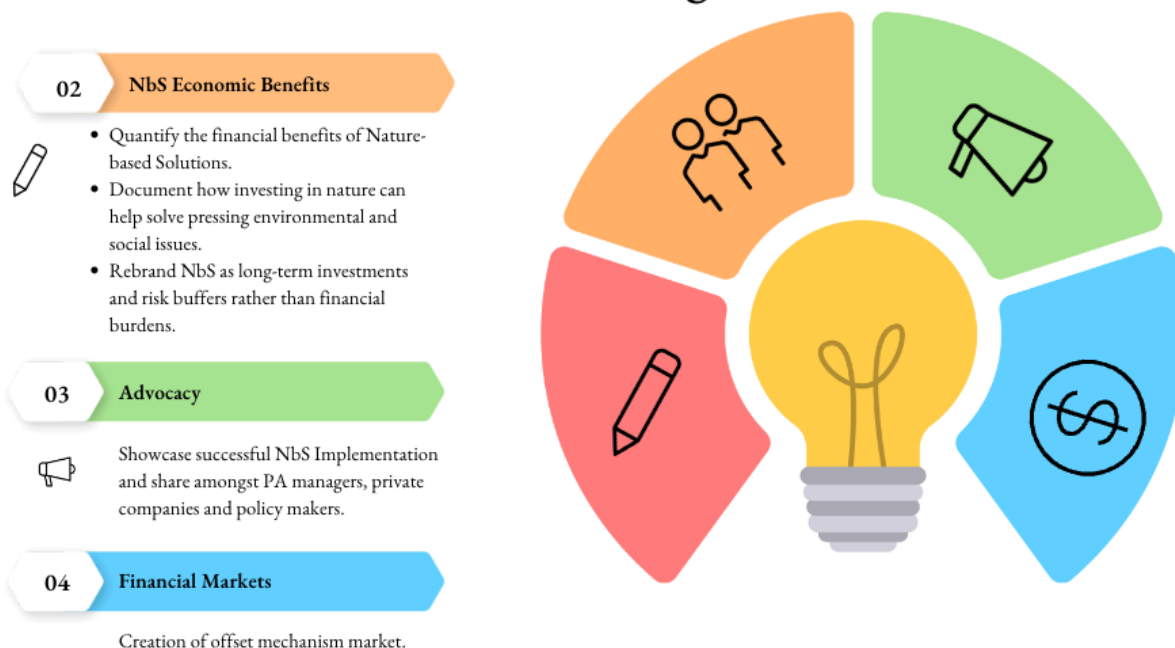 02
NbS Economic Benefits
• Quantify the financial benefits of Nature-
based Solutions.
• Document how investing in nature can
help solve pressing environmental and
social issues.
• Rebrand NbS as long-term investments
and risk buffers rather than financial
burdens.
03
Advocacy
Showcase successful NbS Implementation
and share amongst PA managers, private
companies and policy makers.
04
Financial Markets
Creation of offset mechanism market.